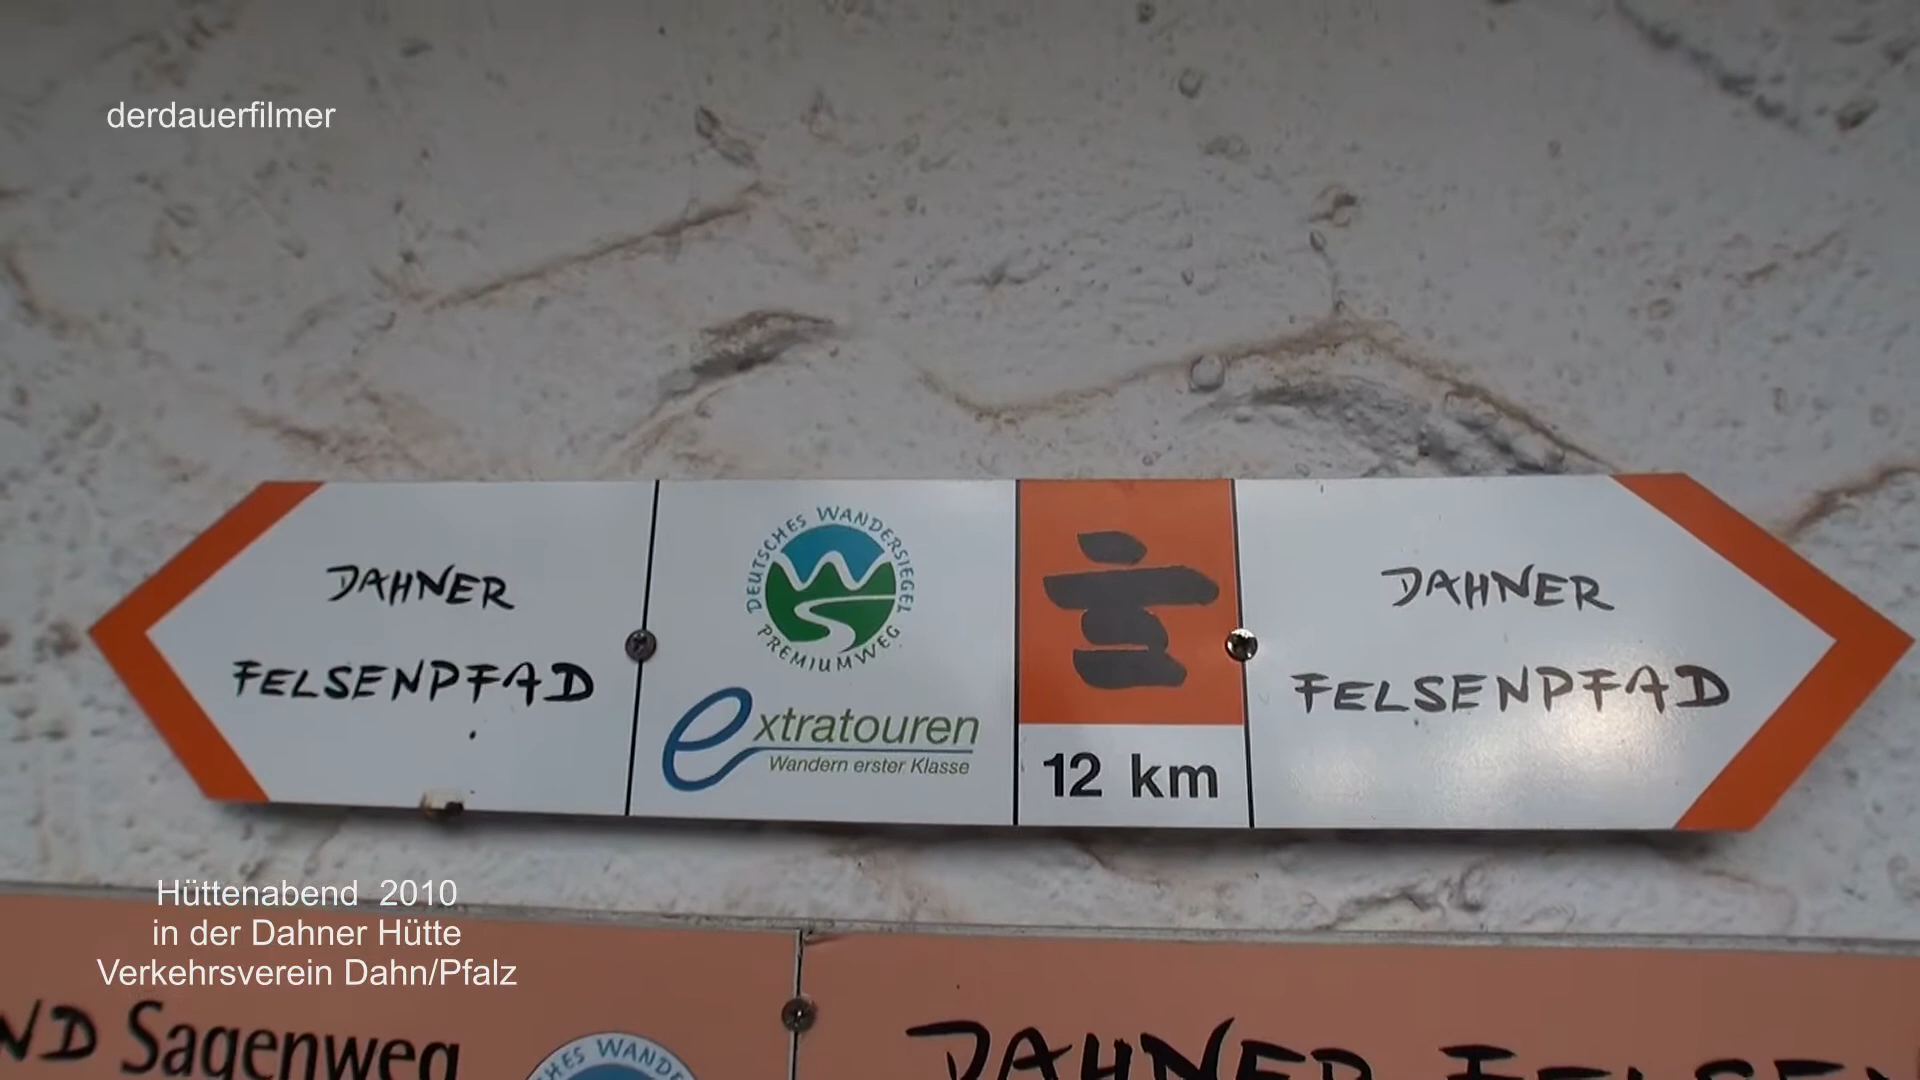 derdauerfilmer
DAHNER
FELSENPFAD
DEUTSCHES WANDERSIEGEL
PREMIUMWEG
extratouren
Wandern erster Klasse
12 km
DAHNER
FELSENPFAD
Hüttenabend 2010
in der Dahner Hütte
Verkehrsverein Dahn/Pfalz
ND Sagenweg
DAHNER FELSEN